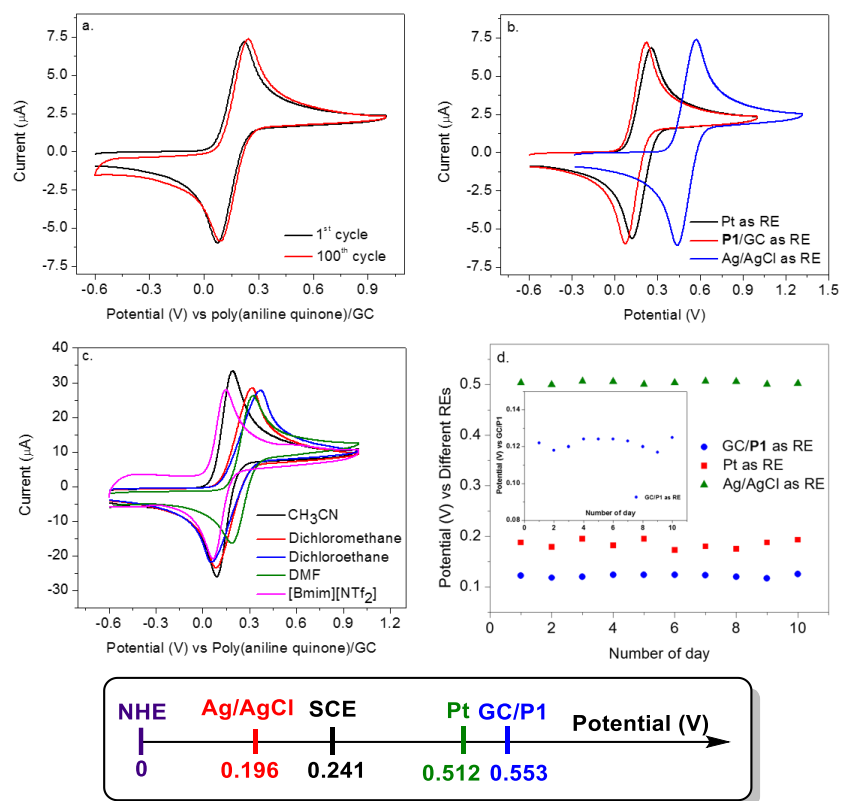 a.
7.5
5.0
2.5
0.0
-2.5
-5.0
-7.5
Current (μA)
1st cycle
100th cycle
-0.6 -0.3 0.0 0.3 0.6 0.9
Potential (V) vs poly(aniline quinone)/GC
b.
7.5
5.0
2.5
0.0
-2.5
-5.0
-7.5
Current (μA)
Pt as RE
P1/GC as RE
Ag/AgCl as RE
-0.6 -0.3 0.0 0.3 0.6 0.9 1.2 1.5
Potential (V)
c.
40
30
20
10
0
-10
-20
-30
Current (μA)
CH3CN
Dichloromethane
Dichloroethane
DMF
[Bmim][NTf2]
-0.6 -0.3 0.0 0.3 0.6 0.9 1.2
Potential (V) vs Poly(aniline quinone)/GC
d.
0.5
0.4
0.3
0.2
0.1
Potential (V) vs Different REs
0.14
0.12
0.10
0.08
Potential (V) vs GC/P1
GC/P1 as RE
0 2 4 6 8 10
Number of day
GC/P1 as RE
Pt as RE
Ag/AgCl as RE
0 2 4 6 8 10
Number of day
NHE Ag/AgCl SCE Pt GC/P1 Potential (V)
0 0.196 0.241 0.512 0.553